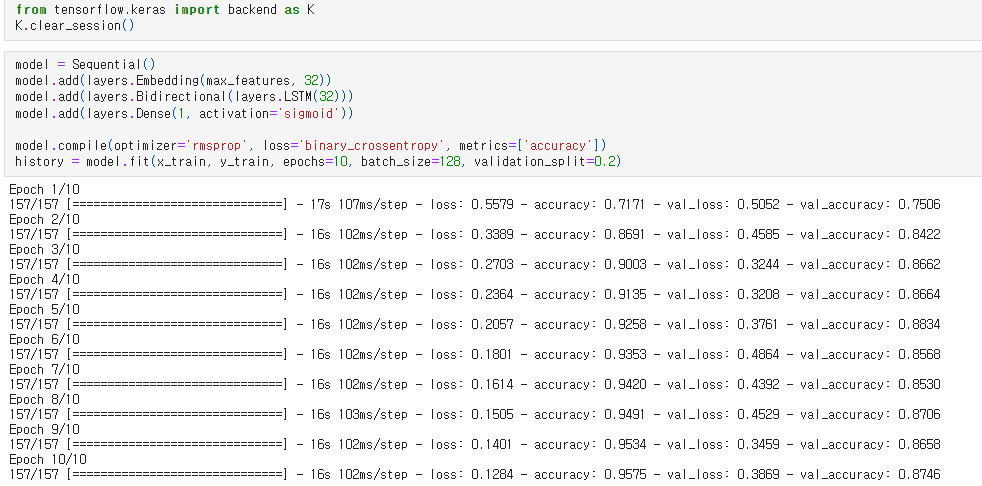 from tensorflow.keras import backend as K
K.clear_session()
model = Sequential()
model.add(layers.Embedding(max_features, 32))
model.add(layers.Bidirectional(layers.LSTM(32)))
model.add(layers.Dense(1, activation='sigmoid'))
model.compile(optimizer='rmsprop', loss='binary_crossentropy', metrics=['accuracy'])
history = model.fit(x_train, y_train, epochs=10, batch_size=128, validation_split=0.2)
Epoch 1/10
157/157 [==============================] - 17s 107ms/step - loss: 0.5579 - accuracy: 0.7171 - val_loss: 0.5052 - val_accuracy: 0.7506
Epoch 2/10
157/157 [==============================] - 16s 102ms/step - loss: 0.3389 - accuracy: 0.8691 - val_loss: 0.4585 - val_accuracy: 0.8422
Epoch 3/10
157/157 [==============================] - 16s 102ms/step - loss: 0.2703 - accuracy: 0.9003 - val_loss: 0.3244 - val_accuracy: 0.8662
Epoch 4/10
157/157 [==============================] - 16s 102ms/step - loss: 0.2364 - accuracy: 0.9135 - val_loss: 0.3208 - val_accuracy: 0.8664
Epoch 5/10
157/157 [==============================] - 16s 102ms/step - loss: 0.2057 - accuracy: 0.9258 - val_loss: 0.3761 - val_accuracy: 0.8834
Epoch 6/10
157/157 [==============================] - 16s 102ms/step - loss: 0.1801 - accuracy: 0.9353 - val_loss: 0.4864 - val_accuracy: 0.8568
Epoch 7/10
157/157 [==============================] - 16s 102ms/step - loss: 0.1614 - accuracy: 0.9420 - val_loss: 0.4392 - val_accuracy: 0.8530
Epoch 8/10
157/157 [==============================] - 16s 103ms/step - loss: 0.1505 - accuracy: 0.9491 - val_loss: 0.4529 - val_accuracy: 0.8706
Epoch 9/10
157/157 [==============================] - 16s 102ms/step - loss: 0.1401 - accuracy: 0.9534 - val_loss: 0.3459 - val_accuracy: 0.8658
Epoch 10/10
157/157 [==============================] - 16s 102ms/step - loss: 0.1284 - accuracy: 0.9575 - val_loss: 0.3869 - val_accuracy: 0.8746